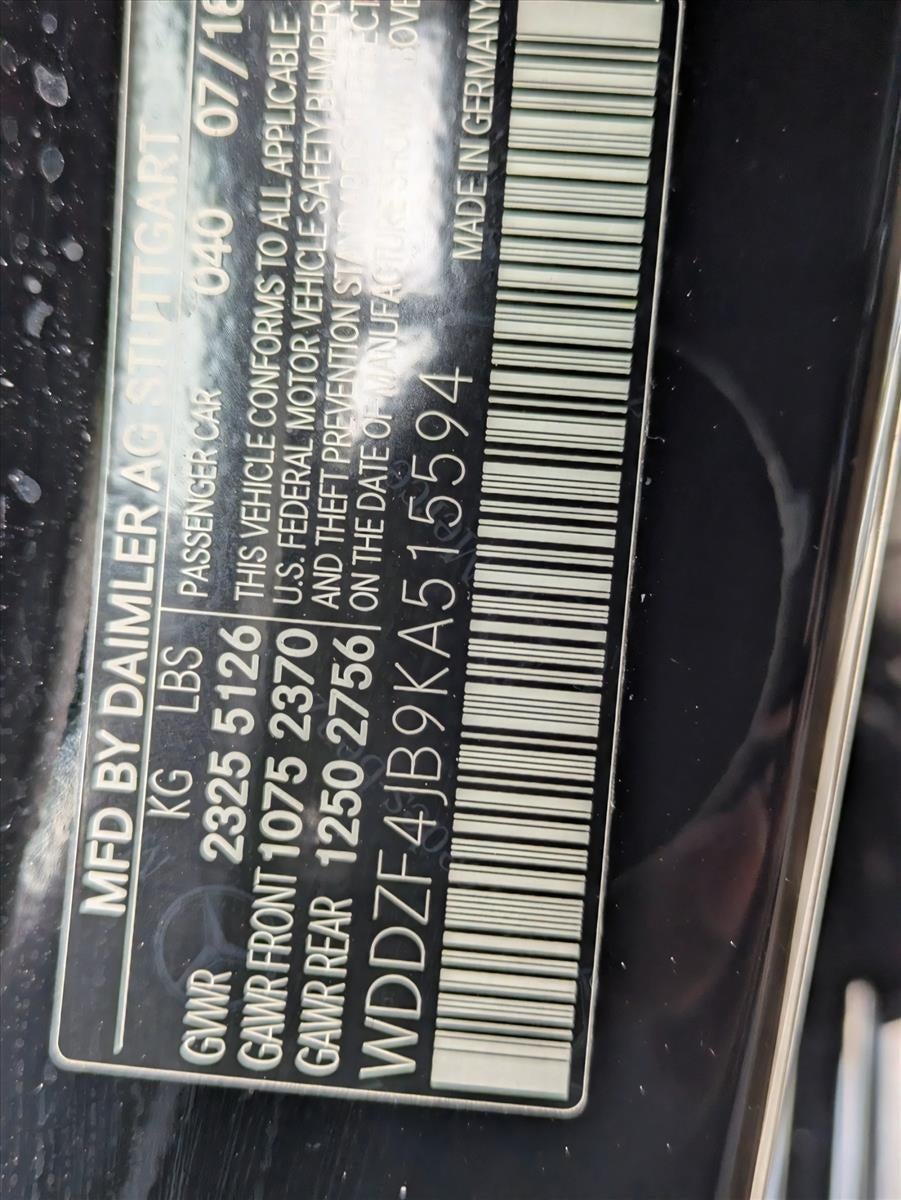 MFD BY DAIMLER AG STUTTGART
KG LBS PASSENGER CAR 040 07/18
GVWR 2325 5126
GAWR FRONT 1075 2370
GAWR REAR 1250 2756
THIS VEHICLE CONFORMS TO ALL APPLICABLE
U.S. FEDERAL MOTOR VEHICLE SAFETY, BUMPER
AND THEFT PREVENTION
ON THE DATE OF MANUFACTURE
MADE IN GERMANY
WDDZF4JB9KA515594